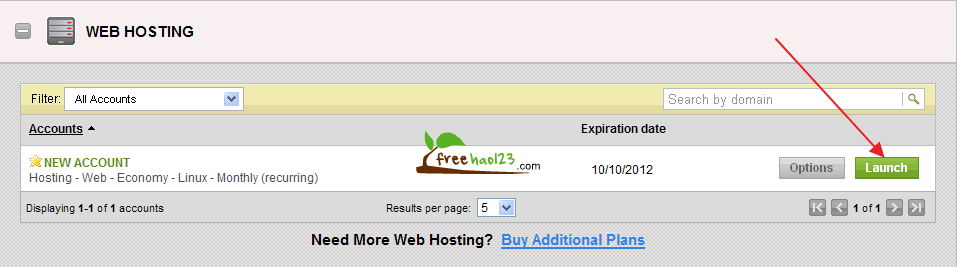 WEB HOSTING
Filter: All Accounts Search by domain
Accounts Expiration date
NEW ACCOUNT
Hosting - Web - Economy - Linux - Monthly (recurring)
freehao123.com
10/10/2012 Options Launch
Displaying 1-1 of 1 accounts Results per page: 5 1 of 1
Need More Web Hosting? Buy Additional Plans